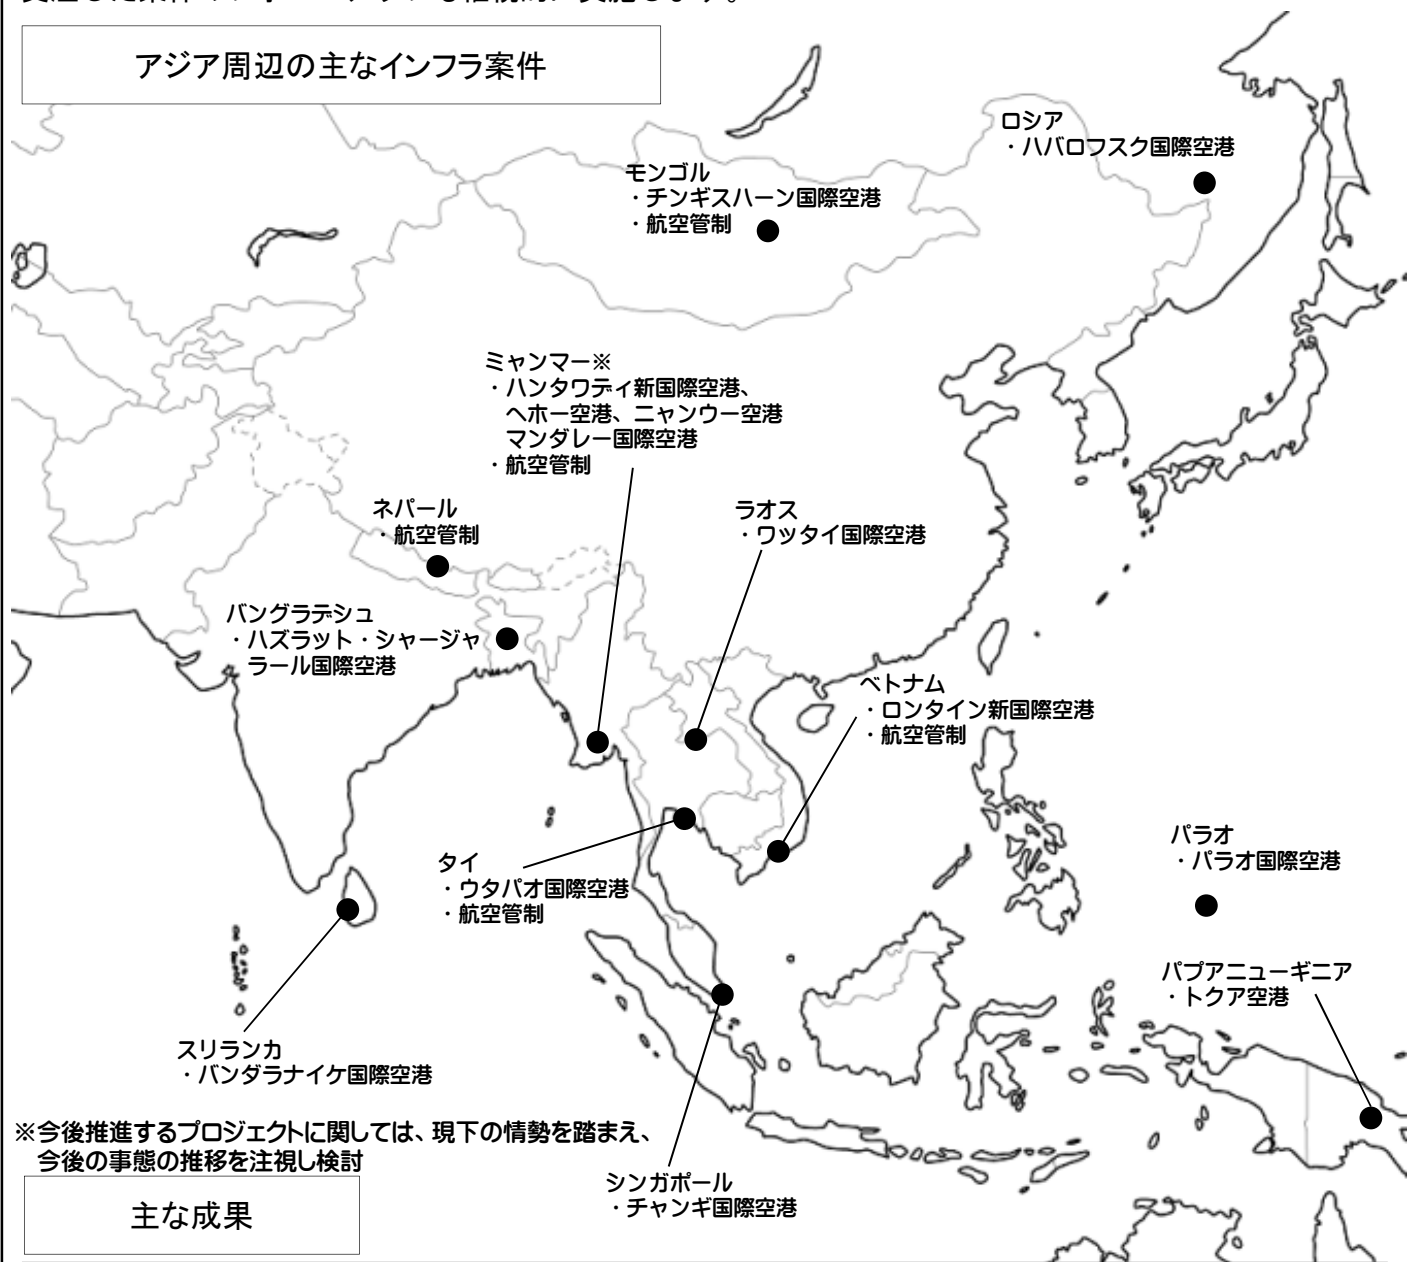 アジア周辺の主なインフラ案件
ロシア
・ハバロフスク国際空港
モンゴル
・チンギスハーン国際空港
・航空管制
ミャンマー※
・ハンタワディ新国際空港、
ヘホー空港、ニャンウー空港
マンダレー国際空港
・航空管制
ネパール
・航空管制
ラオス
・ワッタイ国際空港
バングラデシュ
・ハズラット・シャージャ
ラール国際空港
ベトナム
・ロンタイン新国際空港
・航空管制
タイ
・ウタパオ国際空港
・航空管制
パラオ
・パラオ国際空港
パプアニューギニア
・トクア空港
スリランカ
・バンダラナイケ国際空港
※今後推進するプロジェクトに関しては、現下の情勢を踏まえ、
今後の事態の推移を注視し検討
シンガポール
・チャンギ国際空港
主な成果